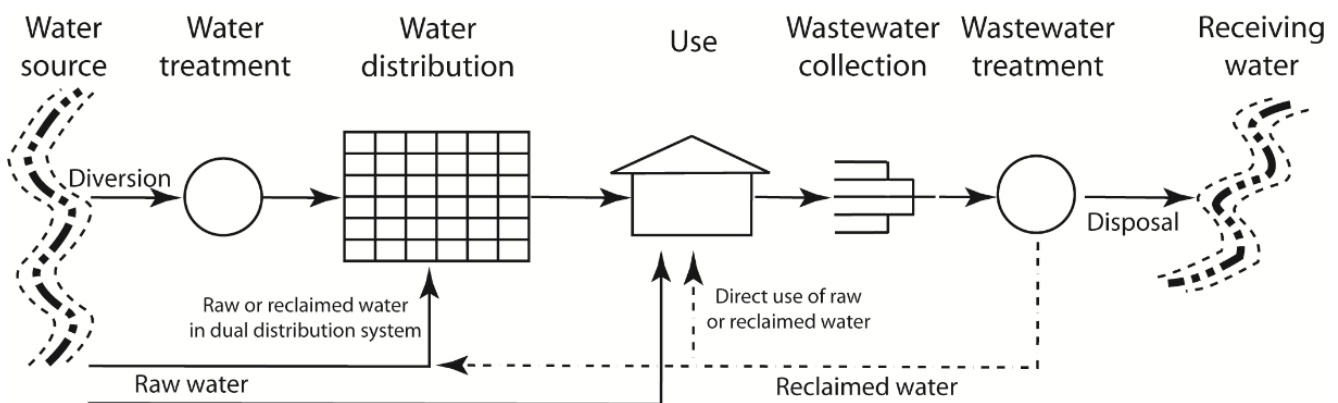 Water
source
Water
treatment
Water
distribution
Use
Wastewater
collection
Wastewater
treatment
Receiving
water
Diversion
Disposal
Raw or reclaimed water
in dual distribution system
Direct use of raw
or reclaimed water
Raw water
Reclaimed water